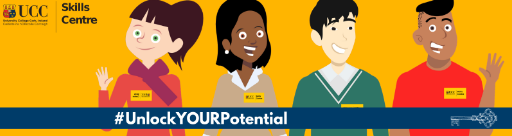 UCC
Skills
Centre
University College Cork, Ireland
#UnlockYOURPotential